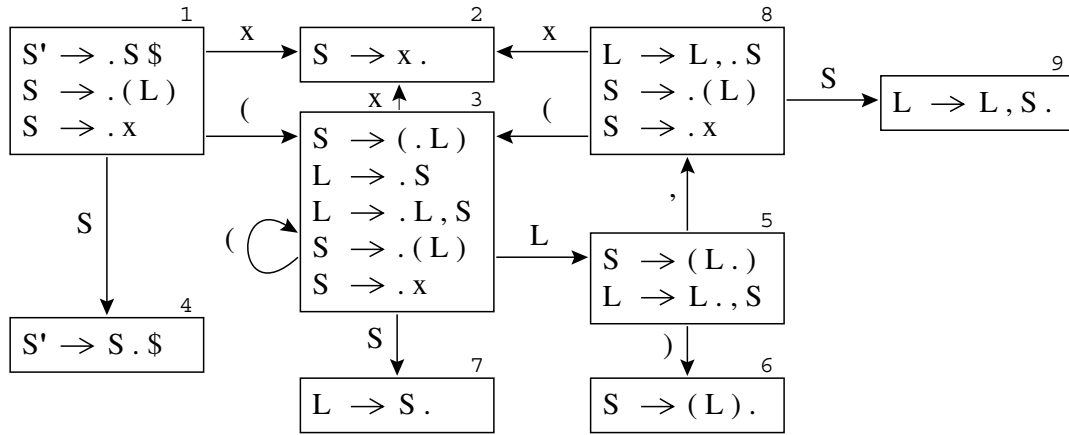 1
S' → . S $
S → . ( L )
S → . x
x
(
S
4
S' → S . $
2
S → x .
x
3
S → ( . L )
L → . S
L → . L , S
S → . ( L )
S → . x
(
L
S
7
L → S .
8
L → L , . S
S → . ( L )
S → . x
x
(
S
9
L → L , S .
,
5
S → ( L . )
L → L . , S
)
6
S → ( L ) .